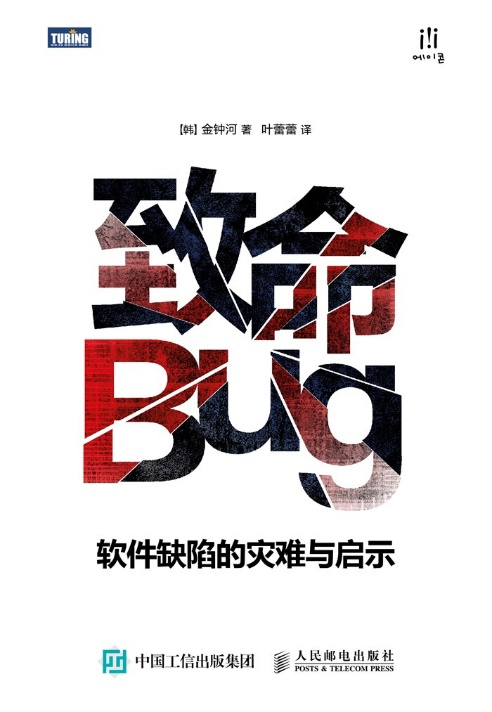 TURING
에이콘
【韩】金钟河 著 叶蕾蕾 译
致命
Bug
软件缺陷的灾难与启示
中国工信出版集团
人民邮电出版社
POSTS & TELECOM PRESS